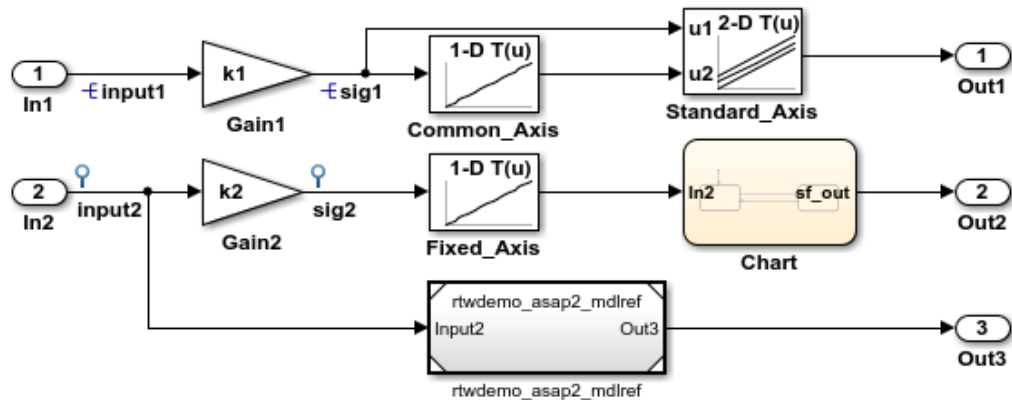 1
In1
input1
k1
Gain1
sig1
1-D T(u)
Common_Axis
u1
u2
2-D T(u)
Standard_Axis
1
Out1
2
In2
input2
k2
Gain2
sig2
1-D T(u)
Fixed_Axis
In2
sf_out
Chart
2
Out2
rtwdemo_asap2_mdlref
Input2
Out3
rtwdemo_asap2_mdlref
3
Out3